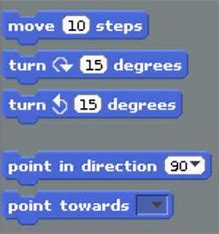 move 10 steps
turn 15 degrees
turn 15 degrees
point in direction 90
point towards